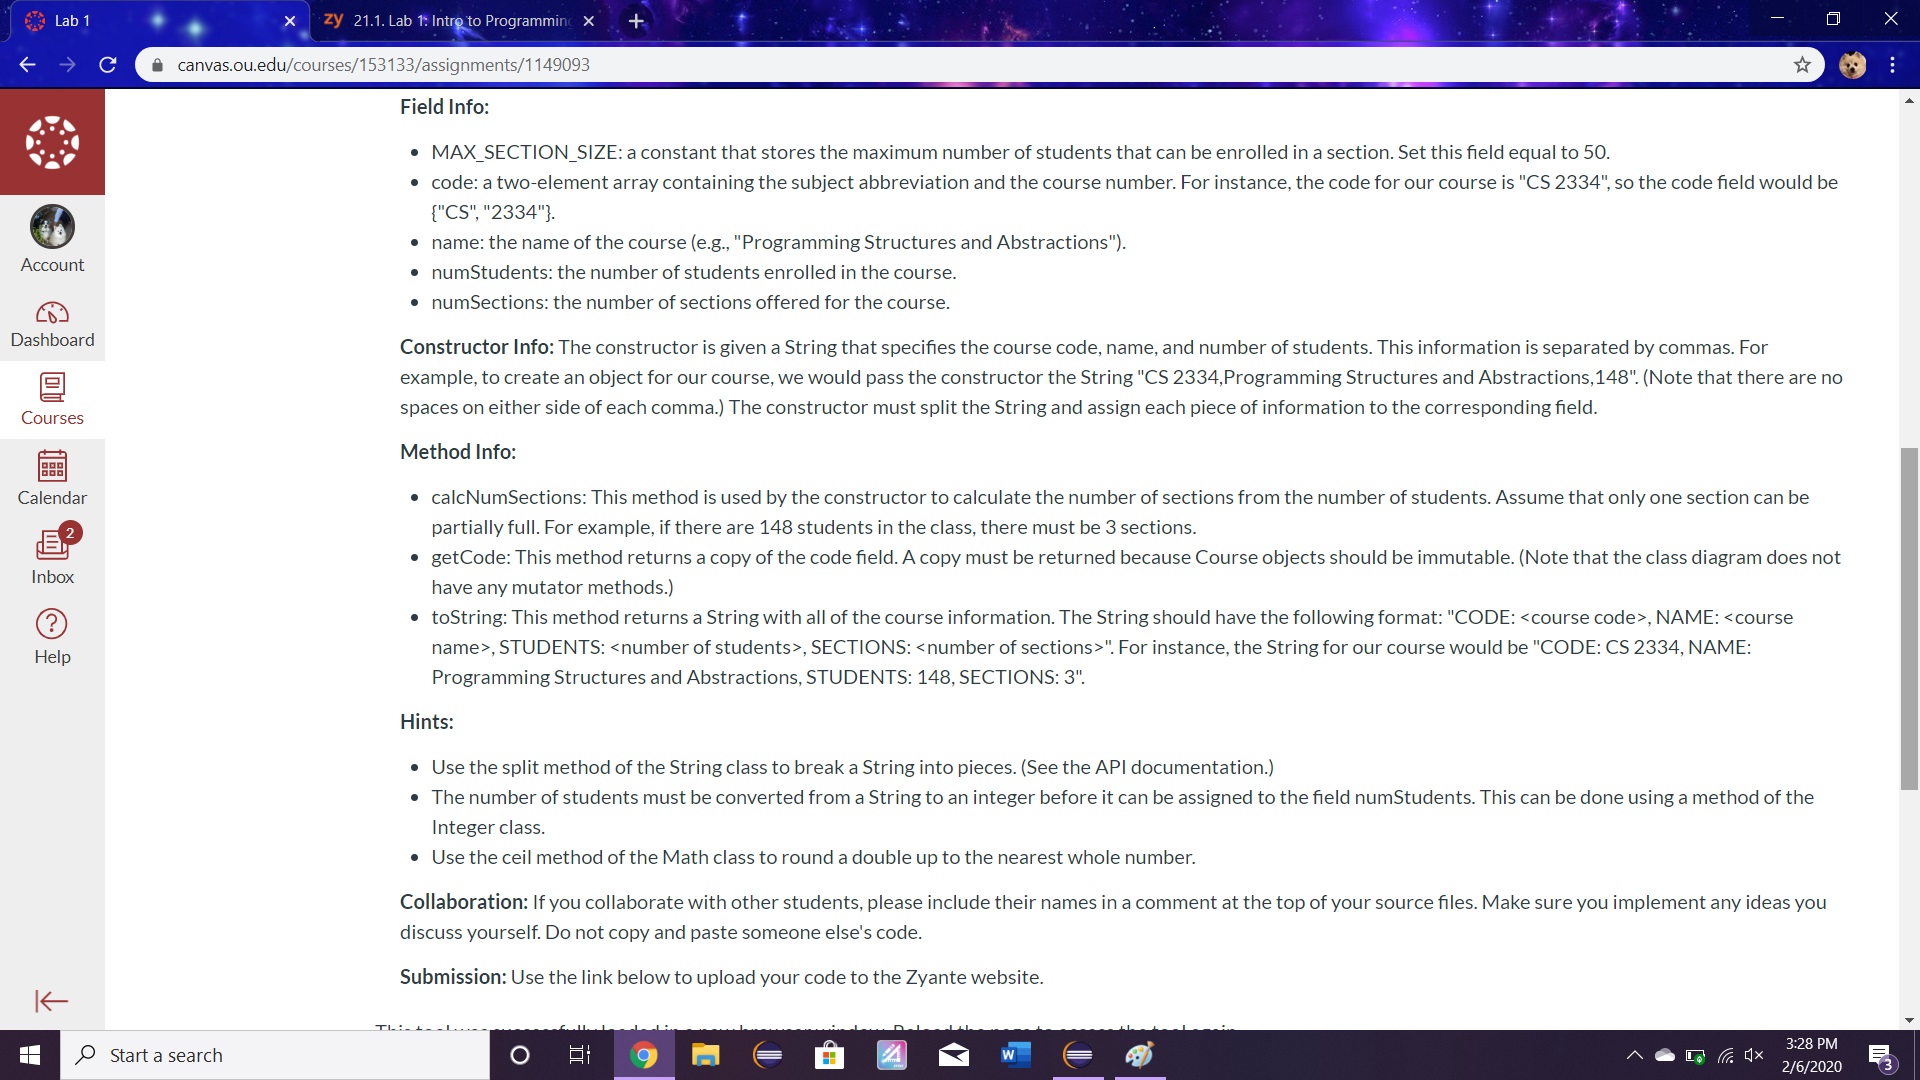 Lab 1
zy 21.1. Lab 1: Intro to Programmin
canvas.ou.edu/courses/153133/assignments/1149093
Account
Dashboard
Courses
Calendar
2
Inbox
Help
Field Info:
• MAX_SECTION_SIZE: a constant that stores the maximum number of students that can be enrolled in a section. Set this field equal to 50.
• code: a two-element array containing the subject abbreviation and the course number. For instance, the code for our course is "CS 2334", so the code field would be
{"CS", "2334"}.
• name: the name of the course (e.g., "Programming Structures and Abstractions").
• numStudents: the number of students enrolled in the course.
• numSections: the number of sections offered for the course.
Constructor Info: The constructor is given a String that specifies the course code, name, and number of students. This information is separated by commas. For
example, to create an object for our course, we would pass the constructor the String "CS 2334,Programming Structures and Abstractions,148". (Note that there are no
spaces on either side of each comma.) The constructor must split the String and assign each piece of information to the corresponding field.
Method Info:
• calcNumSections: This method is used by the constructor to calculate the number of sections from the number of students. Assume that only one section can be
partially full. For example, if there are 148 students in the class, there must be 3 sections.
• getCode: This method returns a copy of the code field. A copy must be returned because Course objects should be immutable. (Note that the class diagram does not
have any mutator methods.)
• toString: This method returns a String with all of the course information. The String should have the following format: "CODE: <course code>, NAME: <course
name>, STUDENTS: <number of students>, SECTIONS: <number of sections>". For instance, the String for our course would be "CODE: CS 2334, NAME:
Programming Structures and Abstractions, STUDENTS: 148, SECTIONS: 3".
Hints:
• Use the split method of the String class to break a String into pieces. (See the API documentation.)
• The number of students must be converted from a String to an integer before it can be assigned to the field numStudents. This can be done using a method of the
Integer class.
• Use the ceil method of the Math class to round a double up to the nearest whole number.
Collaboration: If you collaborate with other students, please include their names in a comment at the top of your source files. Make sure you implement any ideas you
discuss yourself. Do not copy and paste someone else's code.
Submission: Use the link below to upload your code to the Zyante website.
This tool was successfully loaded in a new browser window. Reload the page to access the tool again.
Start a search
W
3:28 PM
2/6/2020
3